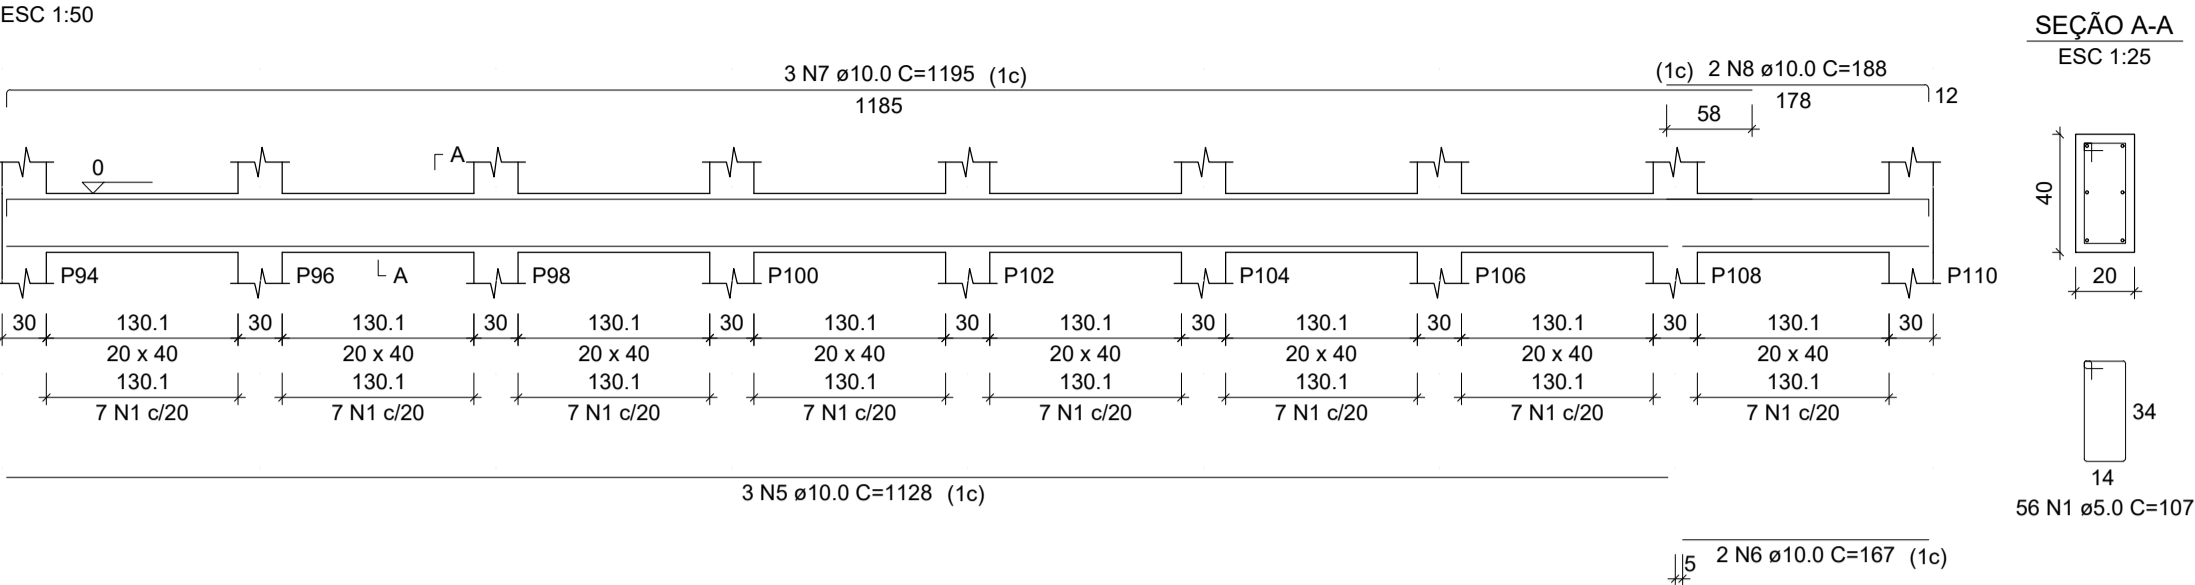 ESC 1:50
SEÇÃO A-A
ESC 1:25
3 N7 ø10.0 C=1195 (1c)
1185
(1c) 2 N8 ø10.0 C=188
178
12
58
0
A
A
40
20
P94 P96 P98 P100 P102 P104 P106 P108 P110
30 130.1 30 130.1 30 130.1 30 130.1 30 130.1 30 130.1 30 130.1 30 130.1 30
20 x 40 20 x 40 20 x 40 20 x 40 20 x 40 20 x 40 20 x 40 20 x 40
130.1 130.1 130.1 130.1 130.1 130.1 130.1 130.1
7 N1 c/20 7 N1 c/20 7 N1 c/20 7 N1 c/20 7 N1 c/20 7 N1 c/20 7 N1 c/20 7 N1 c/20
34
14
56 N1 ø5.0 C=107
3 N5 ø10.0 C=1128 (1c)
5
2 N6 ø10.0 C=167 (1c)